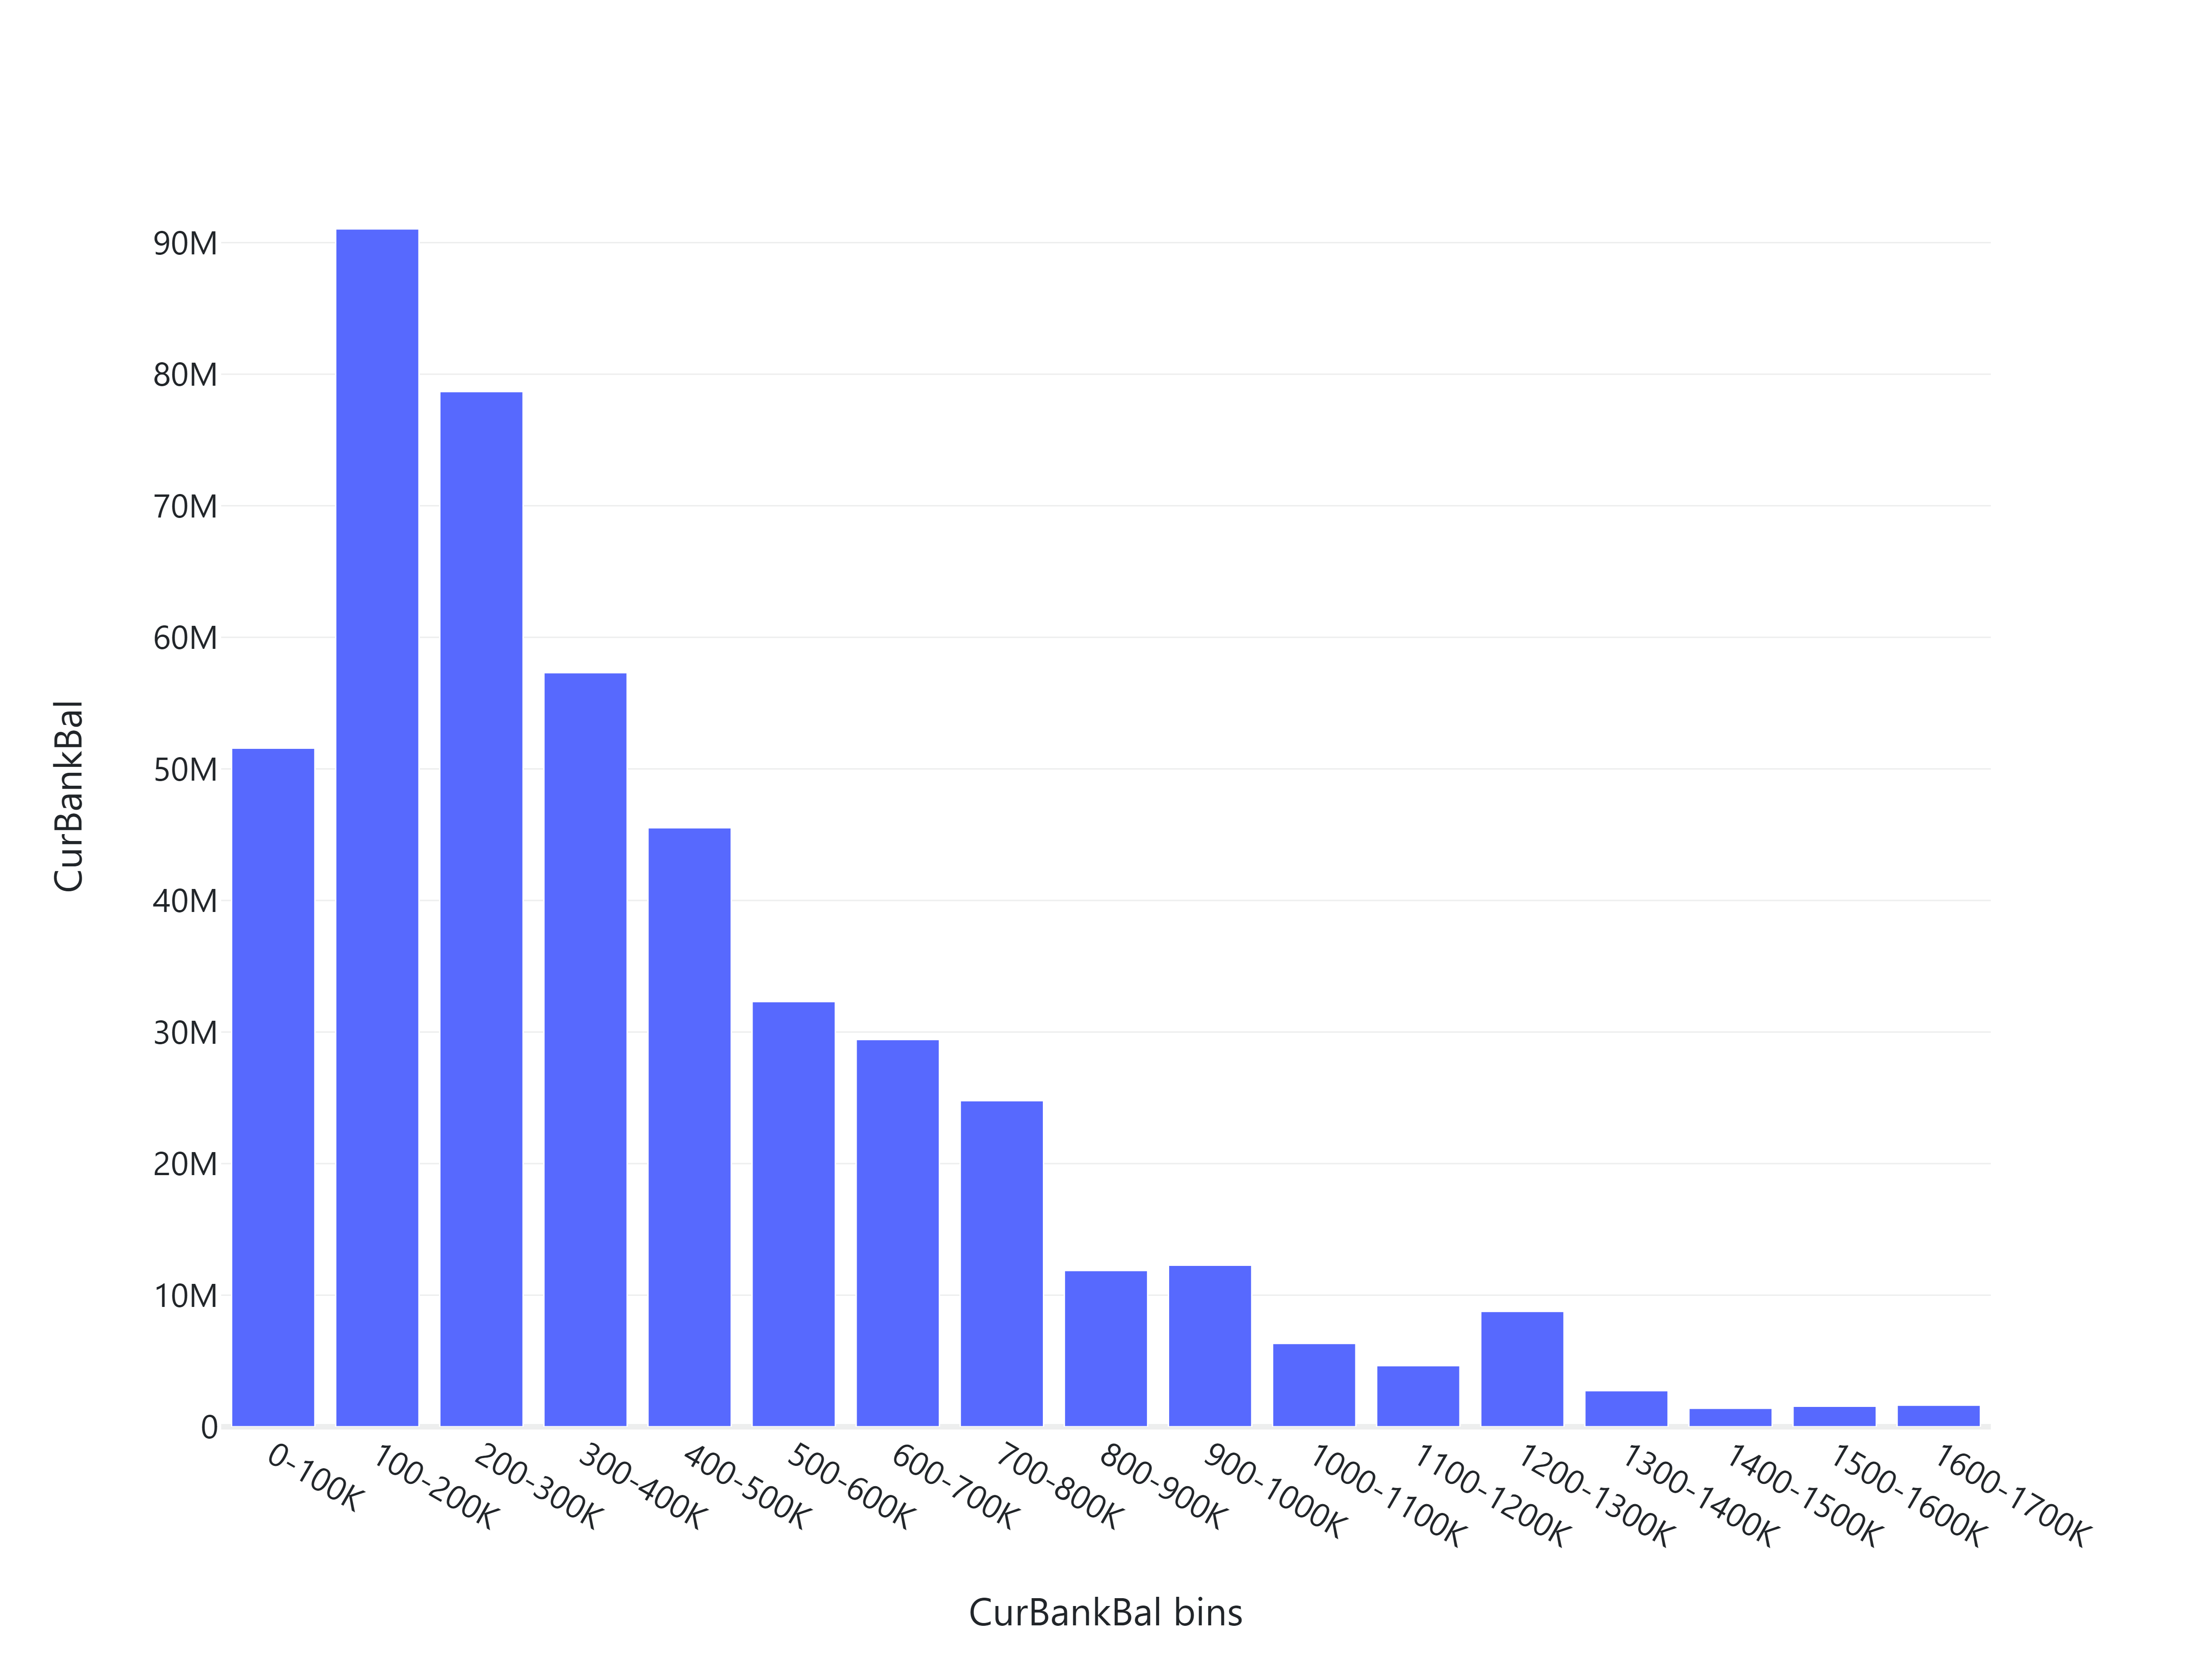 90M
80M
70M
60M
50M
40M
30M
20M
10M
0
CurBankBal
0-100K
100-200K
200-300K
300-400K
400-500K
500-600K
600-700K
700-800K
800-900K
900-1000K
1000-1100K
1100-1200K
1200-1300K
1300-1400K
1400-1500K
1500-1600K
1600-1700K
CurBankBal bins